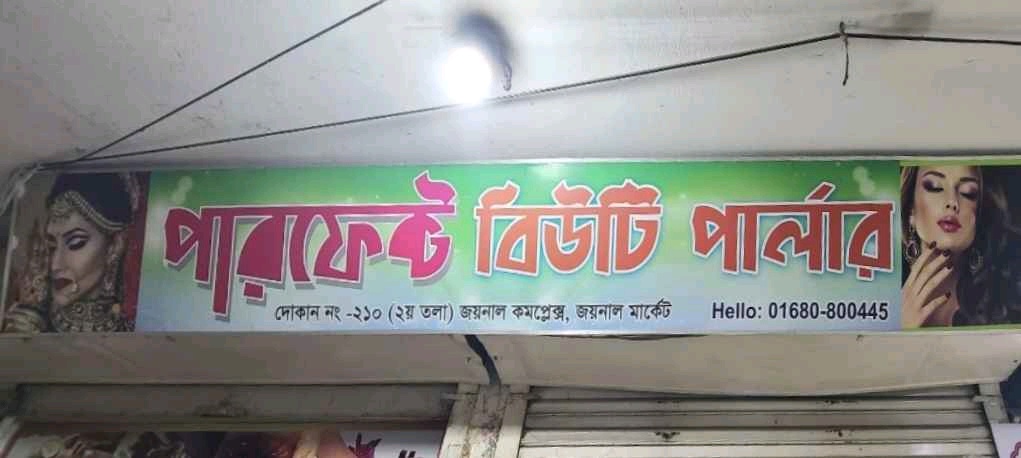 পারফেক্ট বিউটি পার্লার
দোকান নং -২১০ (২য় তলা) জয়নাল কমপ্লেক্স, জয়নাল মার্কেট Hello: 01680-800445